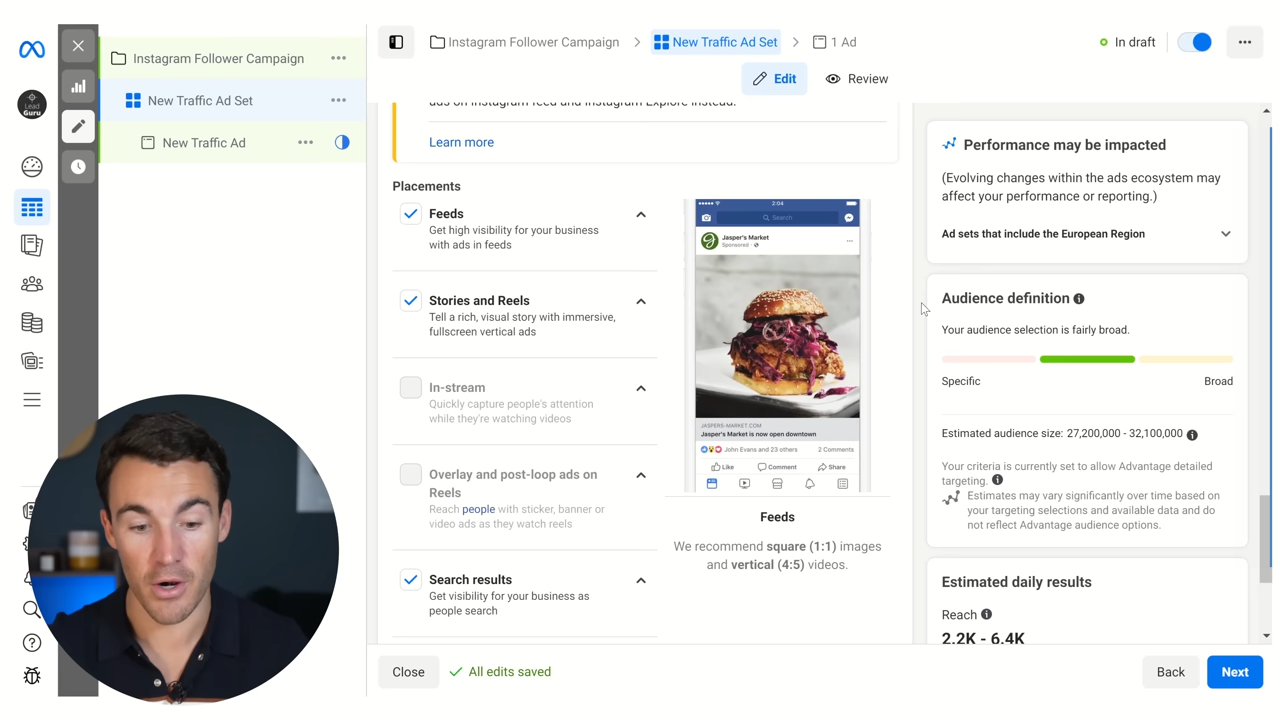 Instagram Follower Campaign
New Traffic Ad Set
New Traffic Ad
Lead
Guru
Instagram Follower Campaign
New Traffic Ad Set
1 Ad
In draft
Edit
Review
ads on Instagram feed and Instagram Explore instead.
Learn more
Placements
Feeds
Get high visibility for your business
with ads in feeds
Stories and Reels
Tell a rich, visual story with immersive,
fullscreen vertical ads
In-stream
Quickly capture people's attention
while they're watching videos
Overlay and post-loop ads on
Reels
Reach people with sticker, banner or
video ads as they watch reels
Search results
Get visibility for your business as
people search
2:04
Search
Jasper's Market
Sponsored
JASPERS-MARKET.COM
Jasper's Market is now open downtown
John Evans and 23 others
2 Comments
Like
Comment
Share
Feeds
We recommend square (1:1) images
and vertical (4:5) videos.
Performance may be impacted
(Evolving changes within the ads ecosystem may
affect your performance or reporting.)
Ad sets that include the European Region
Audience definition
Your audience selection is fairly broad.
Specific
Broad
Estimated audience size: 27,200,000 - 32,100,000
Your criteria is currently set to allow Advantage detailed
targeting.
Estimates may vary significantly over time based on
your targeting selections and available data and do
not reflect Advantage audience options.
Estimated daily results
Reach
2.2K - 6.4K
Close
All edits saved
Back
Next